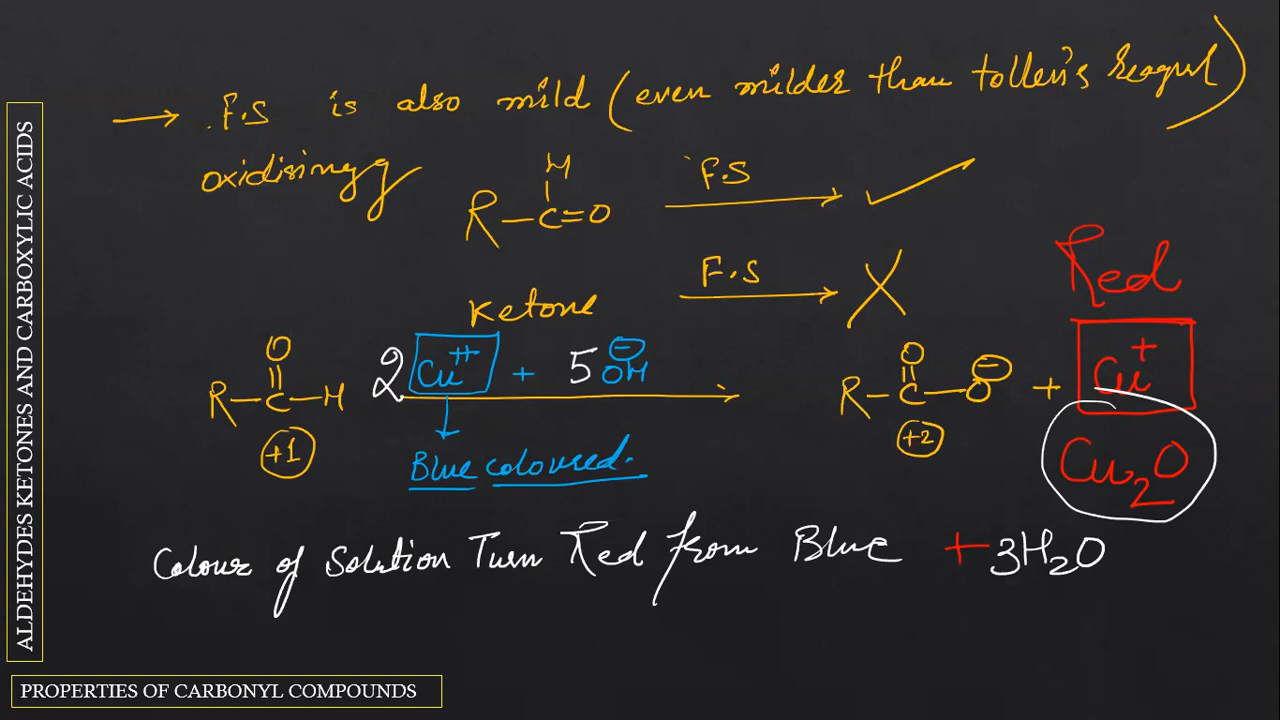 → F.S is also mild (even milder than tollen's reagent)
oxidising
R-C=O
H
F.S
✓
Ketone
F.S
X
Red
R-C-H
O
+1
2 Cu++ + 5 OH⊖
Blue coloured.
R-C-O⊖ + Cu+
O
+2
Cu2O
Colour of Solution Turn Red from Blue + 3H2O
ALDEHYDES KETONES AND CARBOXYLIC ACIDS
PROPERTIES OF CARBONYL COMPOUNDS